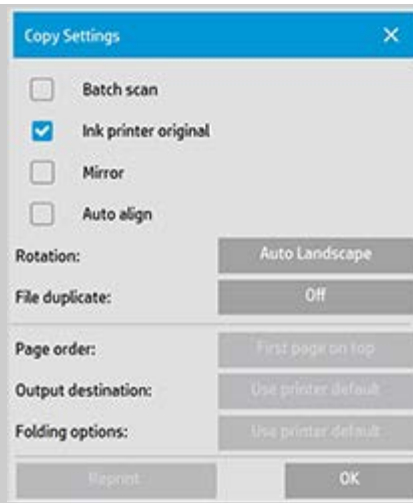 Copy Settings
Batch scan
Ink printer original
Mirror
Auto align
Rotation: Auto Landscape
File duplicate: Off
Page order: First page on top
Output destination: Use printer default
Folding options: Use printer default
Reprint OK